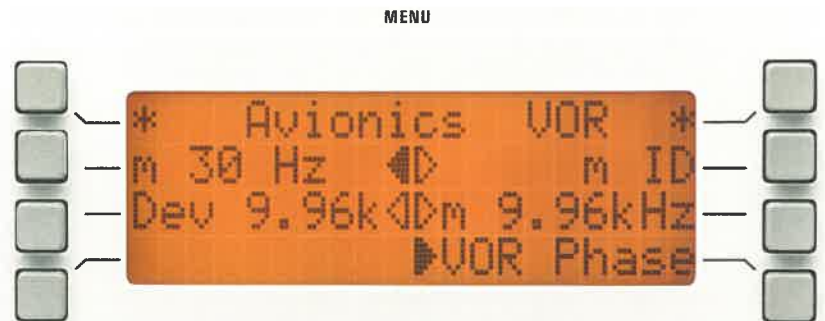 MENU
* Avionics VOR *
m 30 Hz ◀▷ m ID
Dev 9.96k◁▷m 9.96kHz
▶VOR Phase